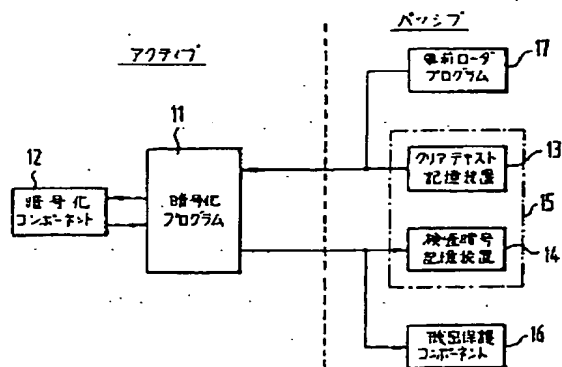 アクティブ
パッシブ
12
暗号化
コンポーネント
11
暗号化
プログラム
17
ローダ
プログラム
13
クリアテキスト
記憶装置
15
暗号
記憶装置
14
保護
コンポーネント
16